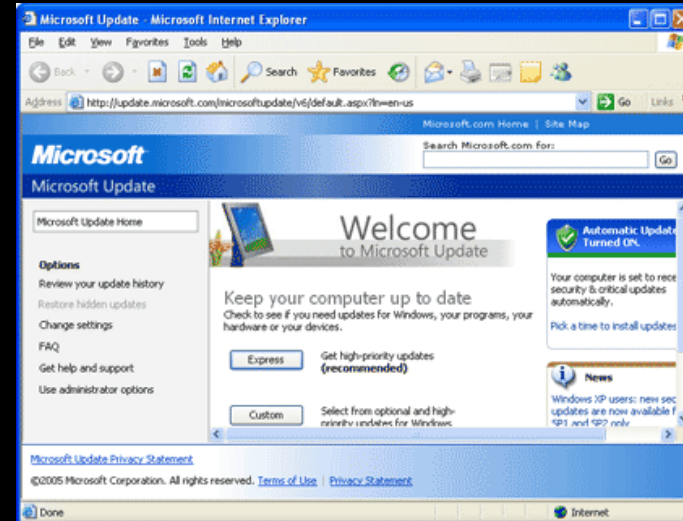 Microsoft Update - Microsoft Internet Explorer
File Edit View Favorites Tools Help
Back Search Favorites
Address http://update.microsoft.com/microsoftupdate/v6/default.aspx?ln=en-us Go Links
Microsoft.com Home | Site Map
Microsoft
Search Microsoft.com for:
Go
Microsoft Update
Microsoft Update Home
Options
Review your update history
Restore hidden updates
Change settings
FAQ
Get help and support
Use administrator options
Welcome
to Microsoft Update
Keep your computer up to date
Check to see if you need updates for Windows, your programs, your
hardware or your devices.
Express
Get high-priority updates
(recommended)
Custom
Select from optional and high-
priority updates for Windows
Automatic Update
Turned ON.
Your computer is set to rece
security & critical updates
automatically.
Pick a time to install updates
News
Windows XP users: new sec
updates are now available f
SP1 and SP2 only
Microsoft Update Privacy Statement
©2005 Microsoft Corporation. All rights reserved. Terms of Use | Privacy Statement
Done Internet